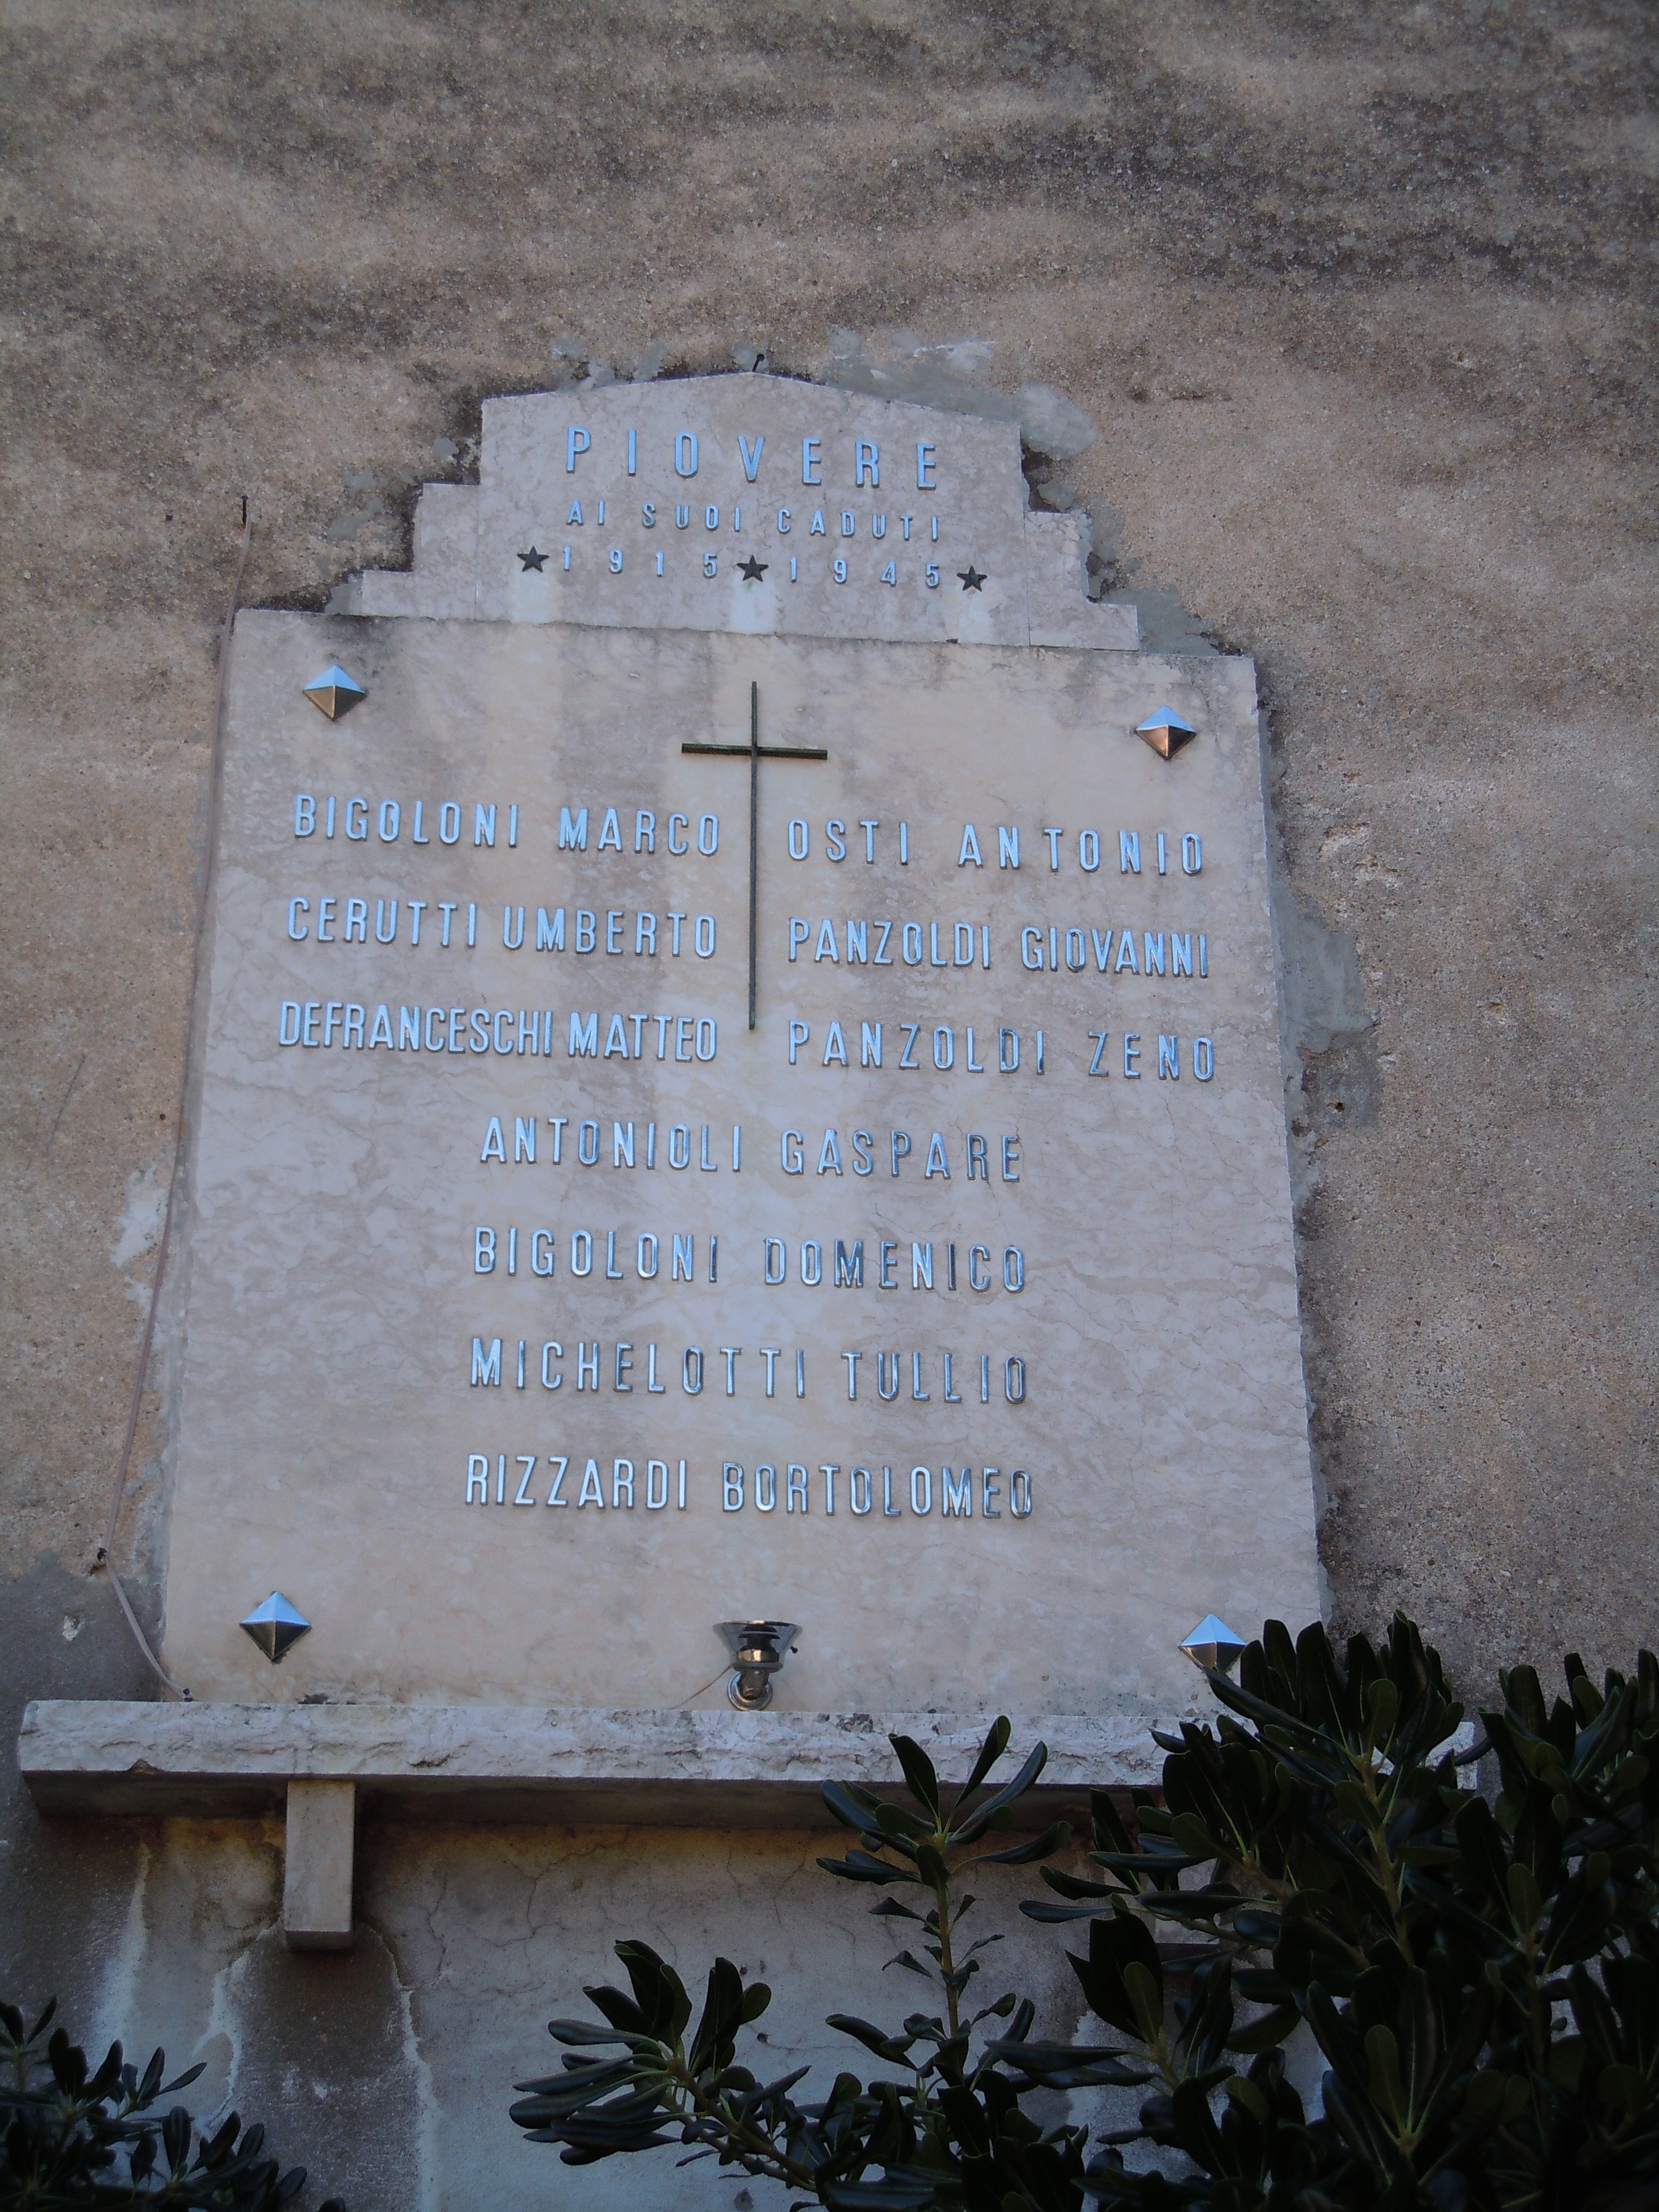 PIOVERE
AI SUOI CADUTI
★1915★1945★
BIGOLONI MARCO
CERUTTI UMBERTO
DEFRANCESCHI MATTEO
OSTI ANTONIO
PANZOLDI GIOVANNI
PANZOLDI ZENO
ANTONIOLI GASPARE
BIGOLONI DOMENICO
MICHELOTTI TULLIO
RIZZARDI BORTOLOMEO